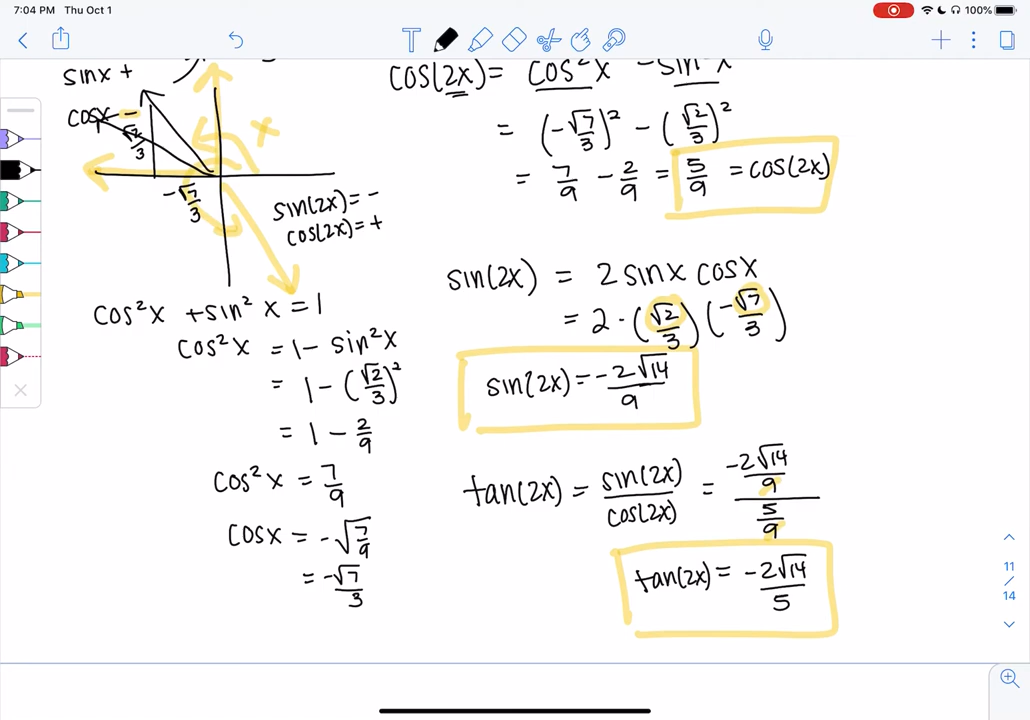 7:04 PM Thu Oct 1
100%
sinx +
cosx -
√2/3
-√7/3
sin(2x) = -
cos(2x) = +
cos²x + sin²x = 1
cos²x = 1 - sin²x
= 1 - (√2/3)²
= 1 - 2/9
cos²x = 7/9
cosx = -√(7/9)
= -√7/3
cos(2x) = cos²x - sin²x
= (-√7/3)² - (√2/3)²
= 7/9 - 2/9 = 5/9 = cos(2x)
sin(2x) = 2 sinx cosx
= 2 · (√2/3)(-√7/3)
sin(2x) = -2√14/9
tan(2x) = sin(2x)/cos(2x) = (-2√14/9)/(5/9)
tan(2x) = -2√14/5
11
/
14